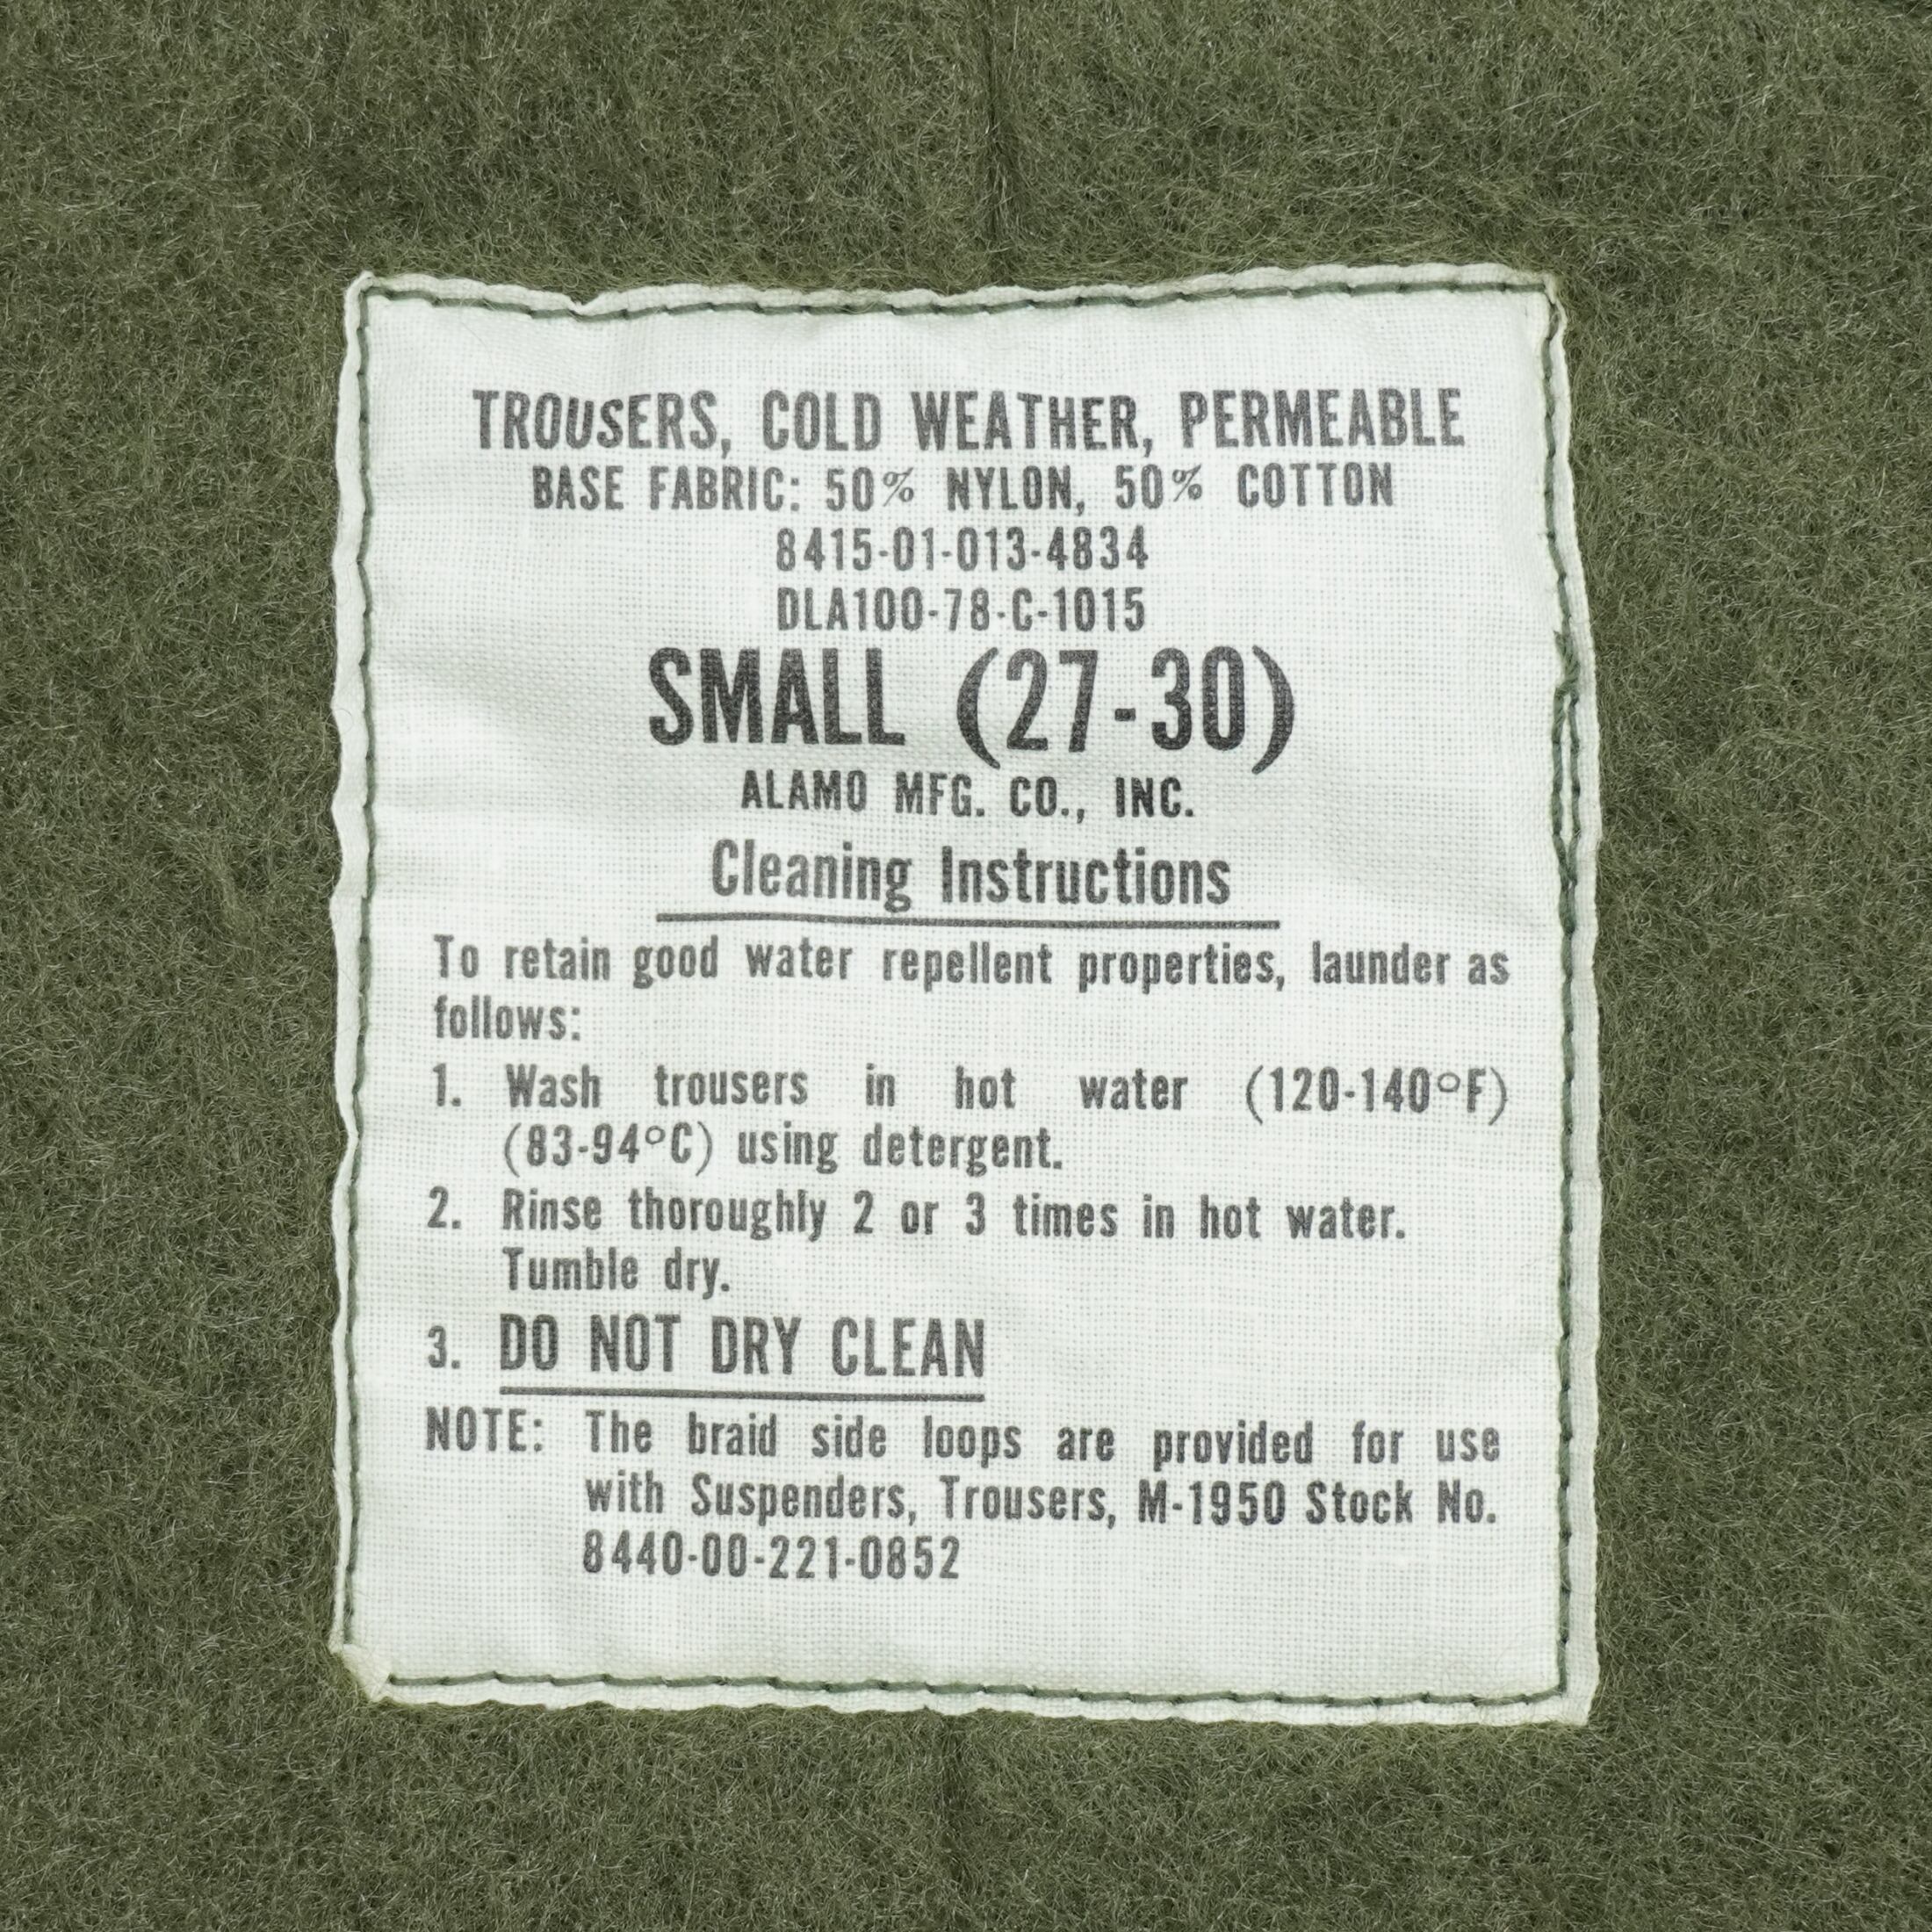 TROUSERS, COLD WEATHER, PERMEABLE
BASE FABRIC: 50% NYLON, 50% COTTON
8415-01-013-4834
DLA100-78-C-1015
SMALL (27-30)
ALAMO MFG. CO., INC.
Cleaning Instructions
To retain good water repellent properties, launder as
follows:
1. Wash trousers in hot water (120-140°F)
(83-94°C) using detergent.
2. Rinse thoroughly 2 or 3 times in hot water.
Tumble dry.
3. DO NOT DRY CLEAN
NOTE: The braid side loops are provided for use
with Suspenders, Trousers, M-1950 Stock No.
8440-00-221-0852